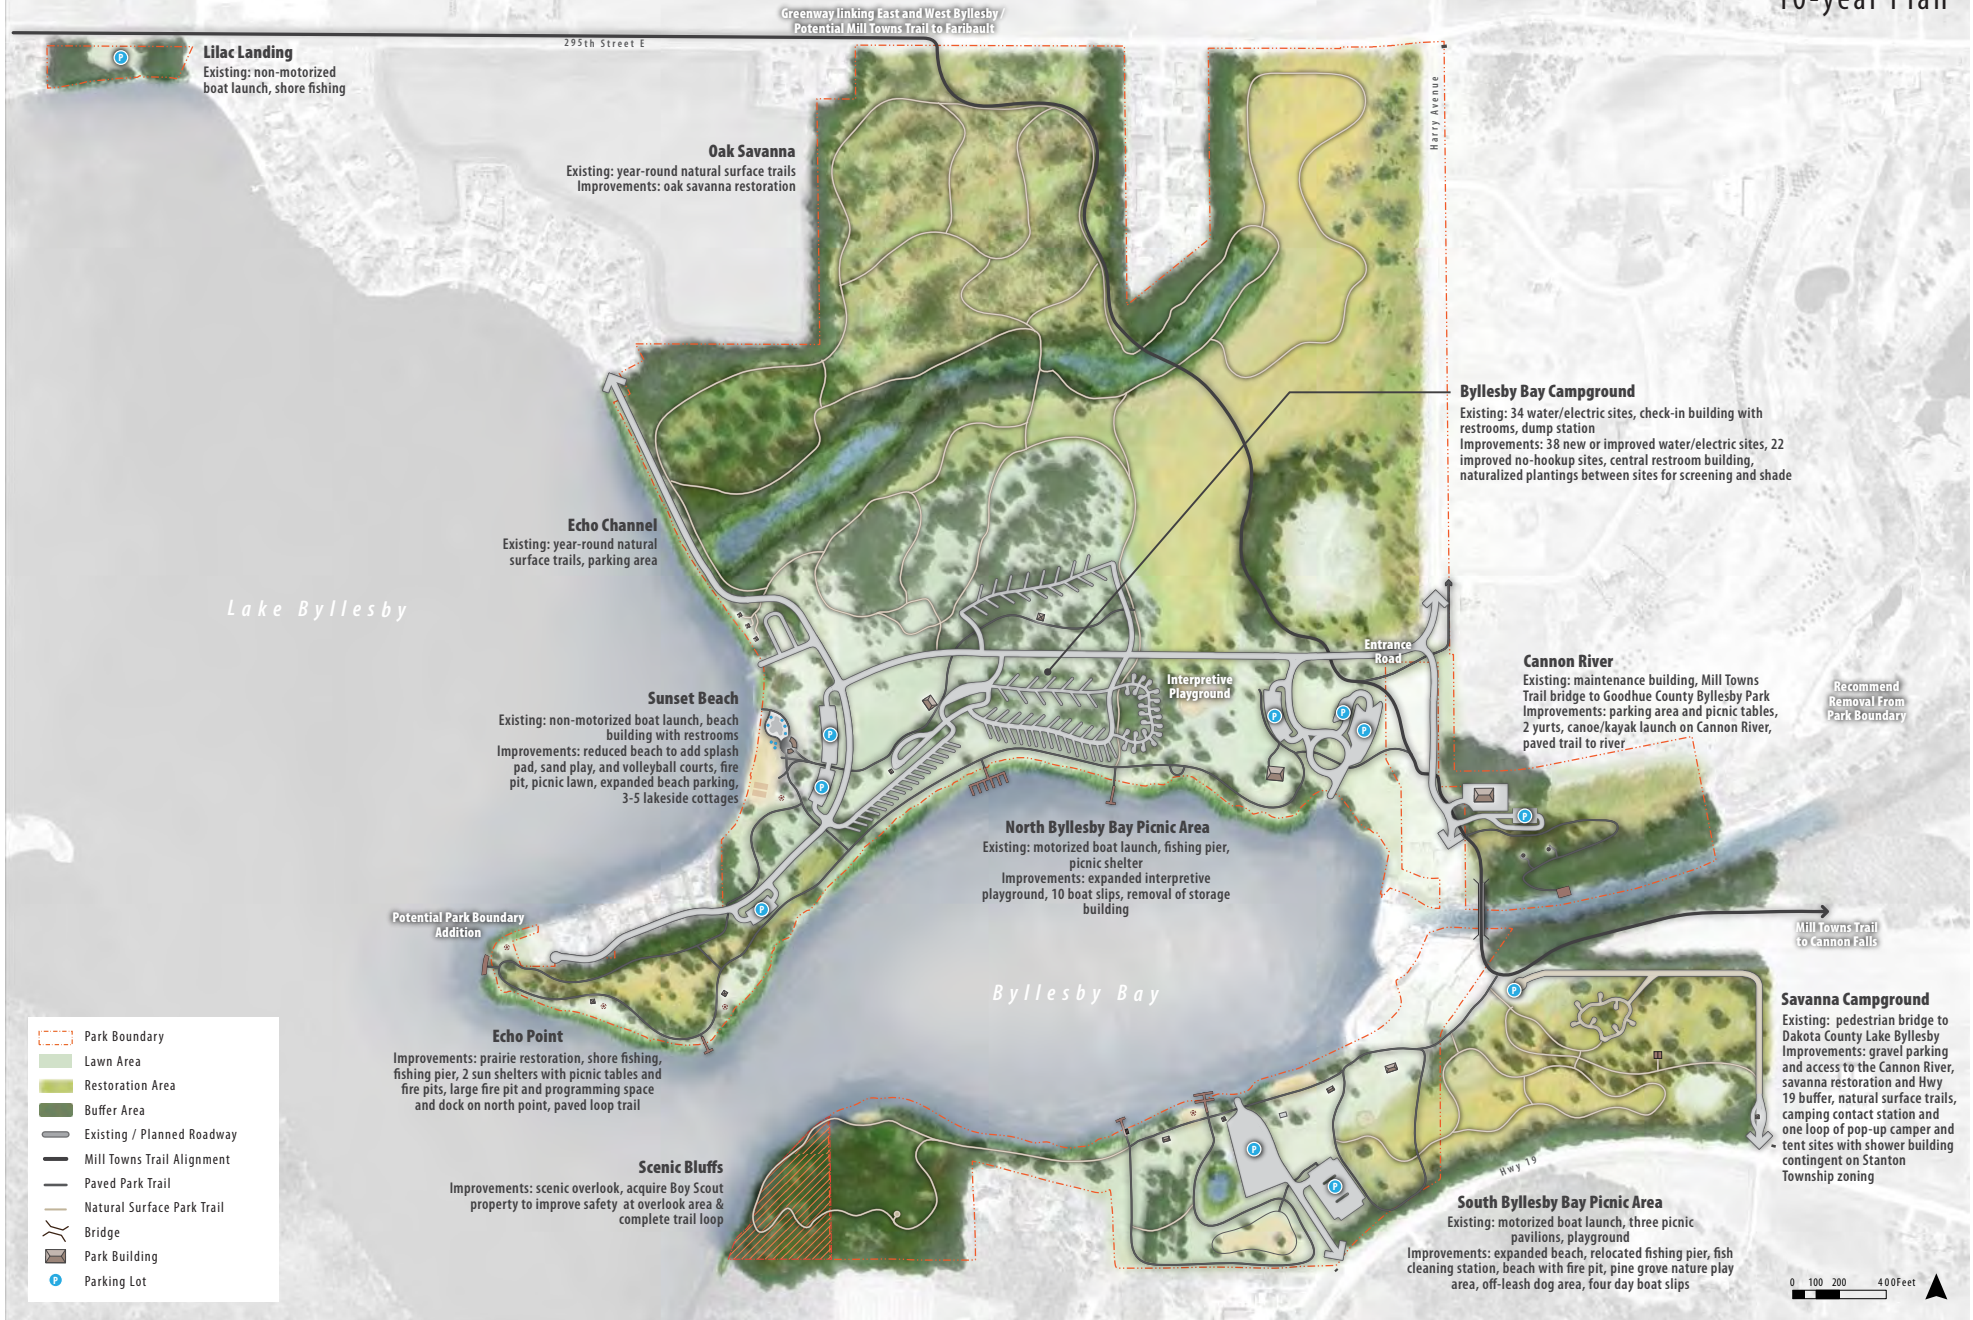 10-year Plan
Greenway linking East and West Byllesby /
Potential Mill Towns Trail to Faribault
295th Street E
Lilac Landing
Existing: non-motorized
boat launch, shore fishing
Harry Avenue
Oak Savanna
Existing: year-round natural surface trails
Improvements: oak savanna restoration
Byllesby Bay Campground
Existing: 34 water/electric sites, check-in building with
restrooms, dump station
Improvements: 38 new or improved water/electric sites, 22
improved no-hookup sites, central restroom building,
naturalized plantings between sites for screening and shade
Echo Channel
Existing: year-round natural
surface trails, parking area
Lake Byllesby
Entrance
Road
Interpretive
Playground
Cannon River
Existing: maintenance building, Mill Towns
Trail bridge to Goodhue County Byllesby Park
Improvements: parking area and picnic tables,
2 yurts, canoe/kayak launch on Cannon River,
paved trail to river
Recommend
Removal From
Park Boundary
Sunset Beach
Existing: non-motorized boat launch, beach
building with restrooms
Improvements: reduced beach to add splash
pad, sand play, and volleyball courts, fire
pit, picnic lawn, expanded beach parking,
3-5 lakeside cottages
North Byllesby Bay Picnic Area
Existing: motorized boat launch, fishing pier,
picnic shelter
Improvements: expanded interpretive
playground, 10 boat slips, removal of storage
building
Potential Park Boundary
Addition
Mill Towns Trail
to Cannon Falls
Byllesby Bay
Savanna Campground
Existing: pedestrian bridge to
Dakota County Lake Byllesby
Improvements: gravel parking
and access to the Cannon River,
savanna restoration and Hwy
19 buffer, natural surface trails,
camping contact station and
one loop of pop-up camper and
tent sites with shower building
contingent on Stanton
Township zoning
Echo Point
Improvements: prairie restoration, shore fishing,
fishing pier, 2 sun shelters with picnic tables and
fire pits, large fire pit and programming space
and dock on north point, paved loop trail
Scenic Bluffs
Improvements: scenic overlook, acquire Boy Scout
property to improve safety at overlook area &
complete trail loop
Hwy 19
South Byllesby Bay Picnic Area
Existing: motorized boat launch, three picnic
pavilions, playground
Improvements: expanded beach, relocated fishing pier, fish
cleaning station, beach with fire pit, pine grove nature play
area, off-leash dog area, four day boat slips
Park Boundary
Lawn Area
Restoration Area
Buffer Area
Existing / Planned Roadway
Mill Towns Trail Alignment
Paved Park Trail
Natural Surface Park Trail
Bridge
Park Building
P Parking Lot
P
P
P
P
P
P
P
P
P
P
P
0 100 200 400Feet